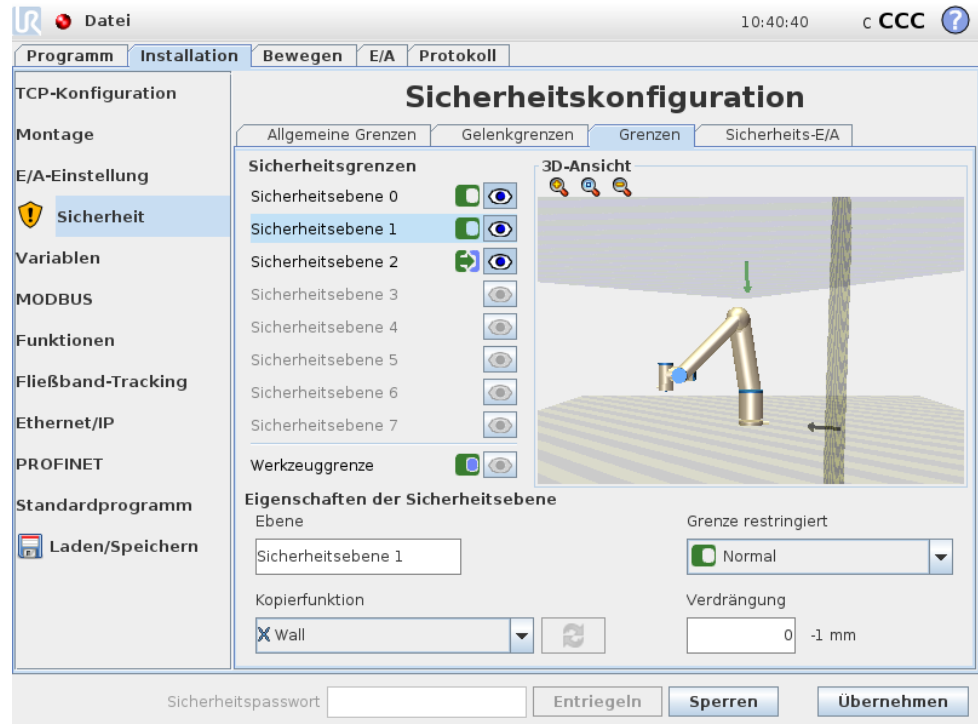 UR Datei 10:40:40 c CCC ?
Programm Installation Bewegen E/A Protokoll
TCP-Konfiguration
Montage
E/A-Einstellung
Sicherheit
Variablen
MODBUS
Funktionen
Fließband-Tracking
Ethernet/IP
PROFINET
Standardprogramm
Laden/Speichern
Sicherheitskonfiguration
Allgemeine Grenzen Gelenkgrenzen Grenzen Sicherheits-E/A
Sicherheitsgrenzen
Sicherheitsebene 0
Sicherheitsebene 1
Sicherheitsebene 2
Sicherheitsebene 3
Sicherheitsebene 4
Sicherheitsebene 5
Sicherheitsebene 6
Sicherheitsebene 7
Werkzeuggrenze
3D-Ansicht
Eigenschaften der Sicherheitsebene
Ebene
Sicherheitsebene 1
Grenze restringiert
Normal
Kopierfunktion
Wall
Verdrängung
0 -1 mm
Sicherheitspasswort Entriegeln Sperren Übernehmen